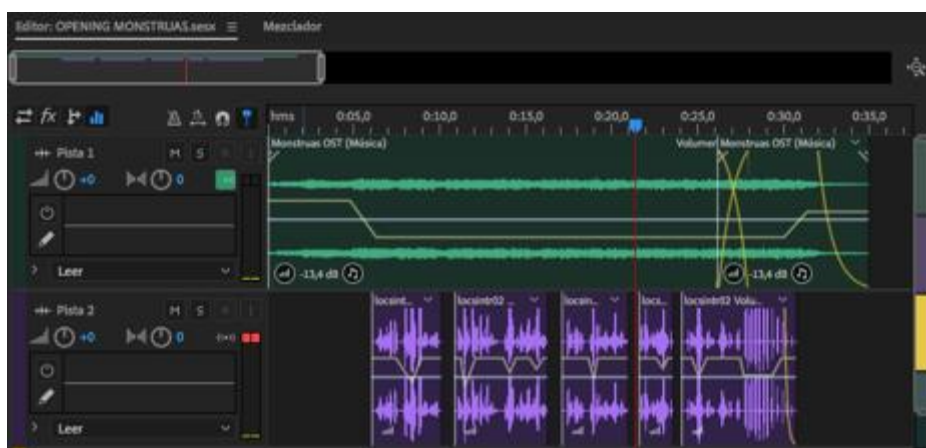 Editor: OPENING MONSTRUAS.sesx
Mezclador
fx
hms 0:05,0 0:10,0 0:15,0 0:20,0 0:25,0 0:30,0 0:35,0
Pista 1 M S
+0 0
Leer
Monstruas OST (Música)
Volumen Monstruas OST (Música)
-13,4 dB
-13,4 dB
Pista 2 M S
+0 0
Leer
locsint...
locsintr02 ...
locsin...
locs...
locsintr02 Volu...